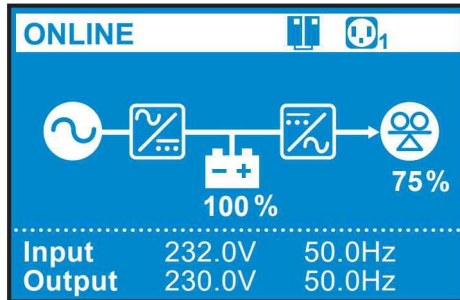 ONLINE 1
75%
100%
Input 232.0V 50.0Hz
Output 230.0V 50.0Hz